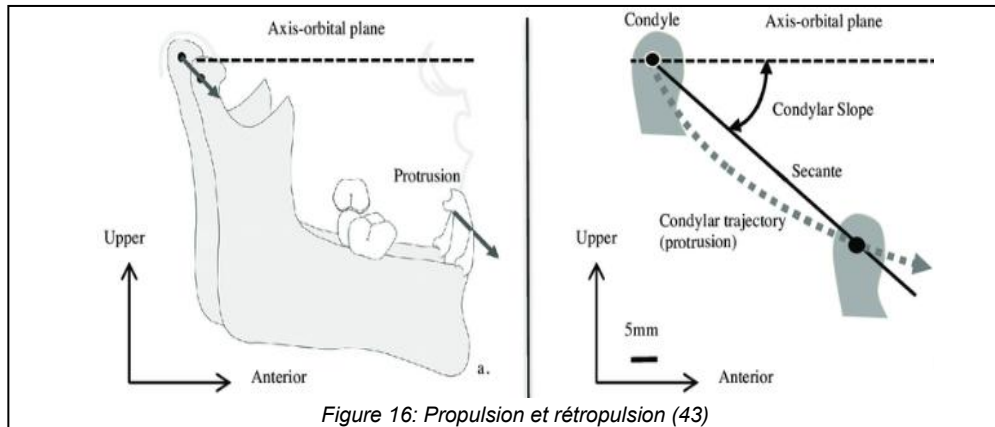 Axis-orbital plane
Protrusion
Upper
Anterior
a.
Condyle
Axis-orbital plane
Condylar Slope
Secante
Condylar trajectory
(protrusion)
Upper
5mm
Anterior
Figure 16: Propulsion et rétropulsion (43)